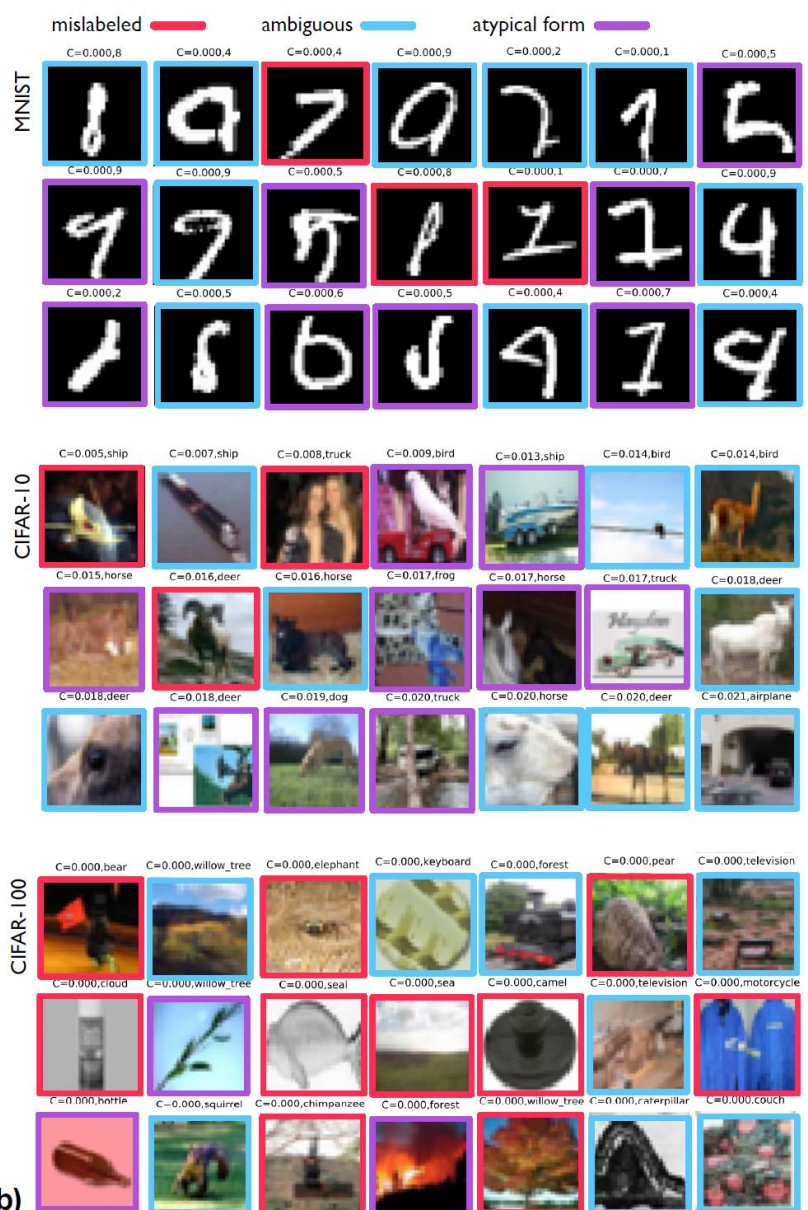 mislabeled ambiguous atypical form
MNIST
C=0.000,8 C=0.000,4 C=0.000,4 C=0.000,9 C=0.000,2 C=0.000,1 C=0.000,5
C=0.000,9 C=0.000,9 C=0.000,5 C=0.000,8 C=0.000,1 C=0.000,7 C=0.000,9
C=0.000,2 C=0.000,5 C=0.000,6 C=0.000,5 C=0.000,4 C=0.000,7 C=0.000,4
CIFAR-10
C=0.005,ship C=0.007,ship C=0.008,truck C=0.009,bird C=0.013,ship C=0.014,bird C=0.014,bird
C=0.015,horse C=0.016,deer C=0.016,horse C=0.017,frog C=0.017,horse C=0.017,truck C=0.018,deer
C=0.018,deer C=0.018,deer C=0.019,dog C=0.020,truck C=0.020,horse C=0.020,deer C=0.021,airplane
CIFAR-100
C=0.000,bear C=0.000,willow_tree C=0.000,elephant C=0.000,keyboard C=0.000,forest C=0.000,pear C=0.000,television
C=0.000,cloud C=0.000,willow_tree C=0.000,seal C=0.000,sea C=0.000,camel C=0.000,television C=0.000,motorcycle
C=0.000,bottle C=0.000,squirrel C=0.000,chimpanzee C=0.000,forest C=0.000,willow_tree C=0.000,caterpillar C=0.000,couch
b)